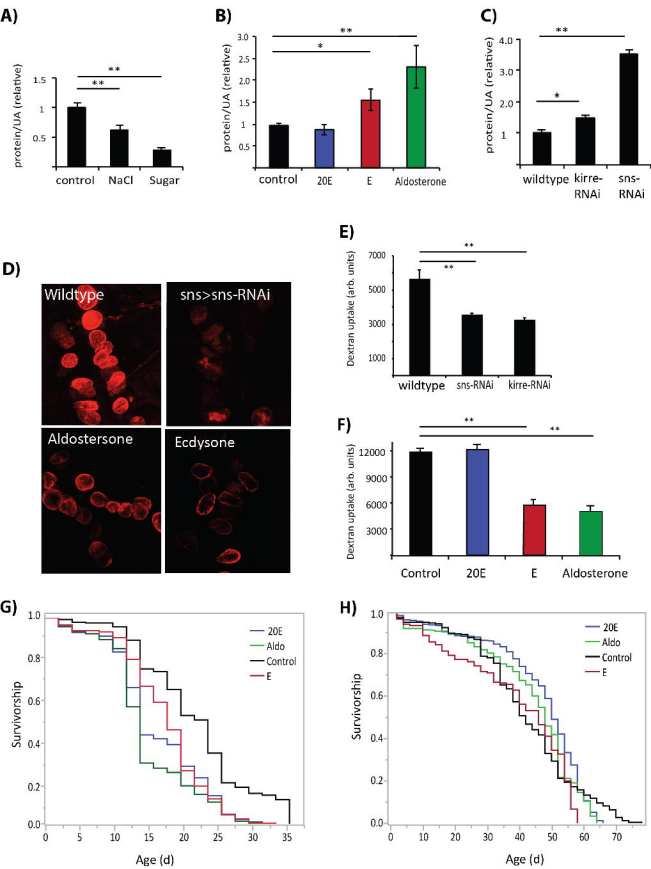 A)
protein/UA (relative)
1.5
1
0.5
**
**
control NaCl Sugar
B)
protein/UA (relative)
3.0
2.5
2.0
1.5
1.0
0.5
0.0
**
*
control 20E E Aldosterone
C)
protein/UA (relative)
4.0
3.0
2.0
1.0
0
**
*
wildtype kirre-RNAi sns-RNAi
D)
Wildtype sns>sns-RNAi
Aldostersone Ecdysone
E)
Dextran uptake (arb. units)
7000
5000
3000
1000
**
**
wildtype sns-RNAi kirre-RNAi
F)
Dextran uptake (arb. units)
12000
9000
6000
3000
**
**
Control 20E E Aldosterone
G)
Survivorship
1.0
0.8
0.6
0.4
0.2
0.0
20E
Aldo
Control
E
0 5 10 15 20 25 30 35
Age (d)
H)
Survivorship
1.0
0.8
0.6
0.4
0.2
0.0
20E
Aldo
Control
E
0 10 20 30 40 50 60 70
Age (d)